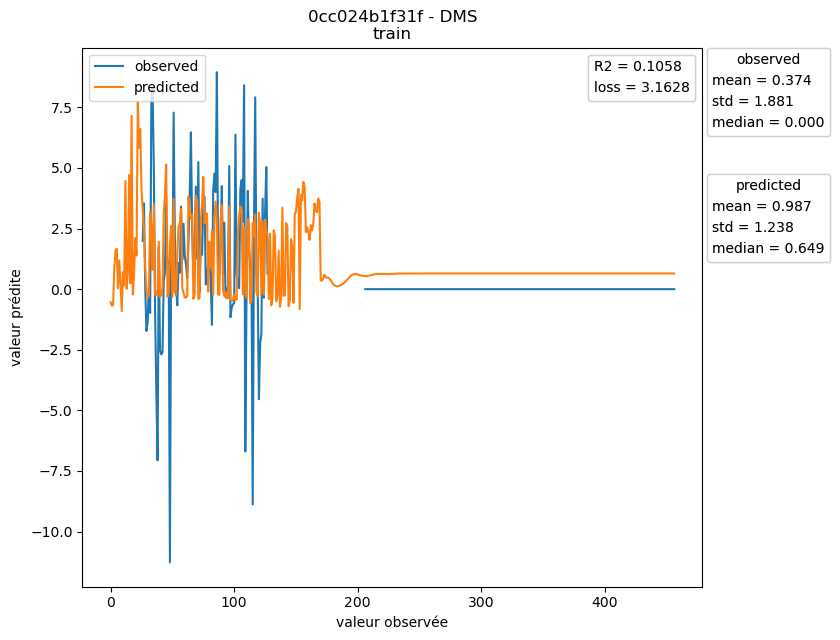 0cc024b1f31f - DMS
train
observed
predicted
R2 = 0.1058
loss = 3.1628
observed
mean = 0.374
std = 1.881
median = 0.000
predicted
mean = 0.987
std = 1.238
median = 0.649
valeur prédite
7.5
5.0
2.5
0.0
−2.5
−5.0
−7.5
−10.0
0
100
200
300
400
valeur observée